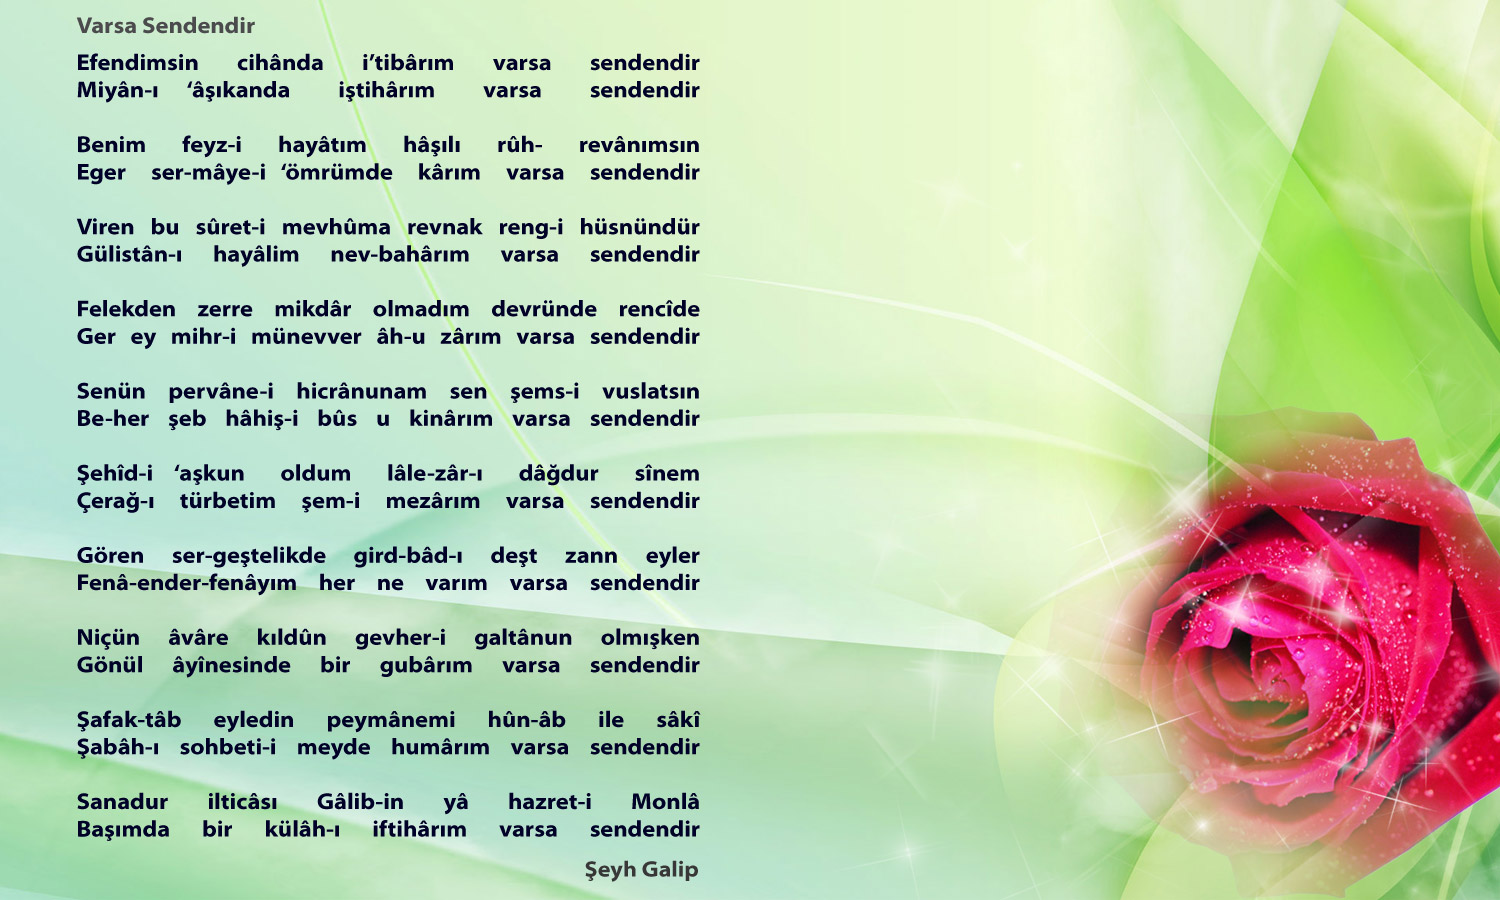 Varsa Sendendir
Efendimsin cihânda i’tibârım varsa sendendir
Miyân-ı ‘âşıkanda iştihârım varsa sendendir
Benim feyz-i hayâtım hâşılı rûh- revânımsın
Eger ser-mâye-i ‘ömrümde kârım varsa sendendir
Viren bu sûret-i mevhûma revnak reng-i hüsnündür
Gülistân-ı hayâlim nev-bahârım varsa sendendir
Felekden zerre mikdâr olmadım devründe rencîde
Ger ey mihr-i münevver âh-u zârım varsa sendendir
Senün pervâne-i hicrânunam sen şems-i vuslatsın
Be-her şeb hâhiş-i bûs u kinârım varsa sendendir
Şehîd-i ‘aşkun oldum lâle-zâr-ı dâğdur sînem
Çerağ-ı türbetim şem-i mezârım varsa sendendir
Gören ser-geştelikde gird-bâd-ı deşt zann eyler
Fenâ-ender-fenâyım her ne varım varsa sendendir
Niçün âvâre kıldûn gevher-i galtânun olmışken
Gönül âyînesinde bir gubârım varsa sendendir
Şafak-tâb eyledin peymânemi hûn-âb ile sâkî
Şabâh-ı sohbeti-i meyde humârım varsa sendendir
Sanadur ilticâsı Gâlib-in yâ hazret-i Monlâ
Başımda bir külâh-ı iftihârım varsa sendendir
Şeyh Galip